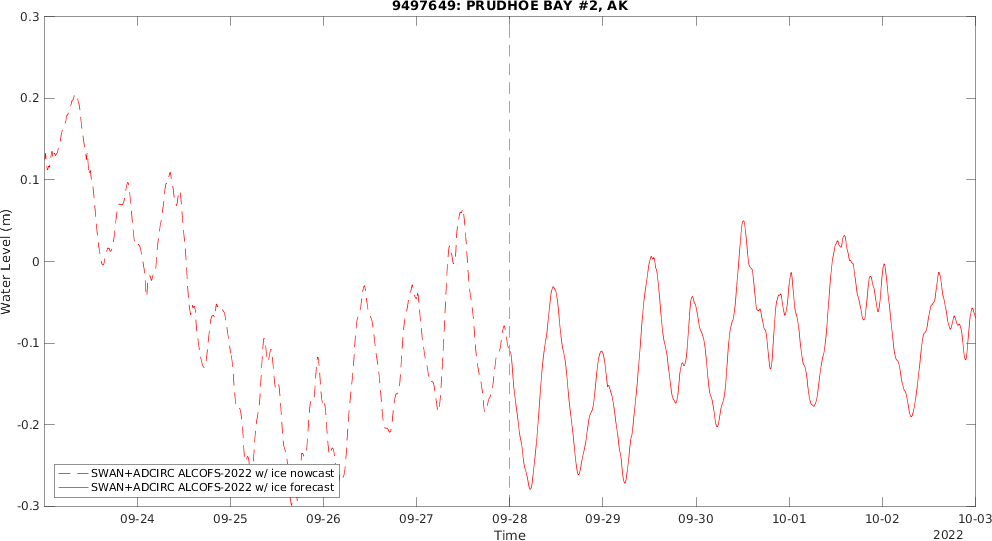 9497649: PRUDHOE BAY #2, AK
0.3
0.2
0.1
0
-0.1
-0.2
-0.3
Water Level (m)
SWAN+ADCIRC ALCOFS-2022 w/ ice nowcast
SWAN+ADCIRC ALCOFS-2022 w/ ice forecast
09-24 09-25 09-26 09-27 09-28 09-29 09-30 10-01 10-02 10-03
Time
2022